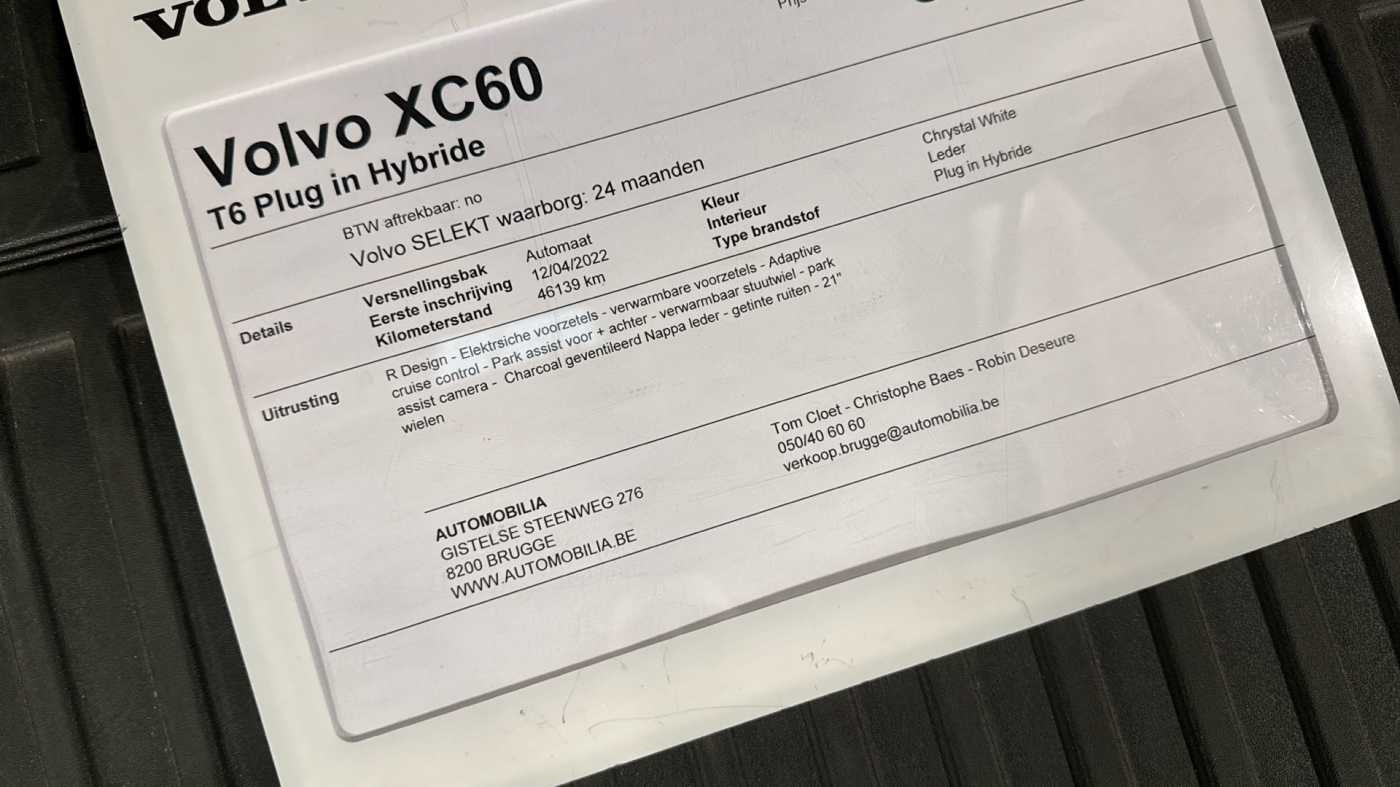 Prijs
Volvo XC60
T6 Plug in Hybride
BTW aftrekbaar: no
Volvo SELEKT waarborg: 24 maanden
Details
Versnellingsbak Automaat Kleur Chrystal White
Eerste inschrijving 12/04/2022 Interieur Leder
Kilometerstand 46139 km Type brandstof Plug in Hybride
Uitrusting
R Design - Elektrsiche voorzetels - verwarmbare voorzetels - Adaptive
cruise control - Park assist voor + achter - verwarmbaar stuutwiel - park
assist camera - Charcoal geventileerd Nappa leder - getinte ruiten - 21"
wielen
AUTOMOBILIA
GISTELSE STEENWEG 276
8200 BRUGGE
WWW.AUTOMOBILIA.BE
Tom Cloet - Christophe Baes - Robin Deseure
050/40 60 60
verkoop.brugge@automobilia.be